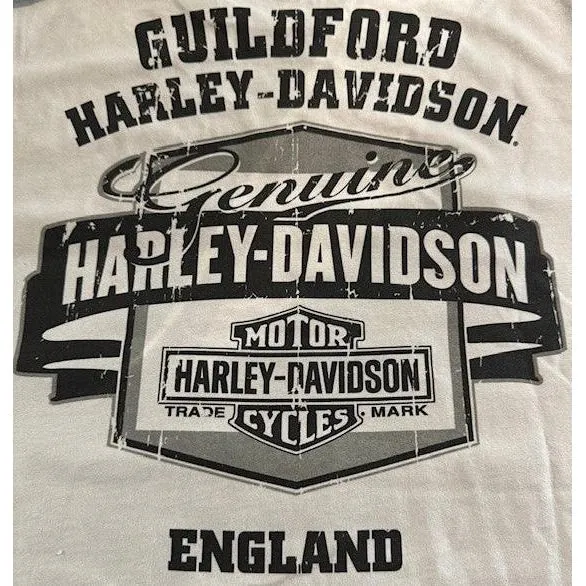 GUILDFORD
HARLEY-DAVIDSON
Genuine
HARLEY-DAVIDSON
MOTOR
HARLEY-DAVIDSON
TRADE MARK
CYCLES
ENGLAND